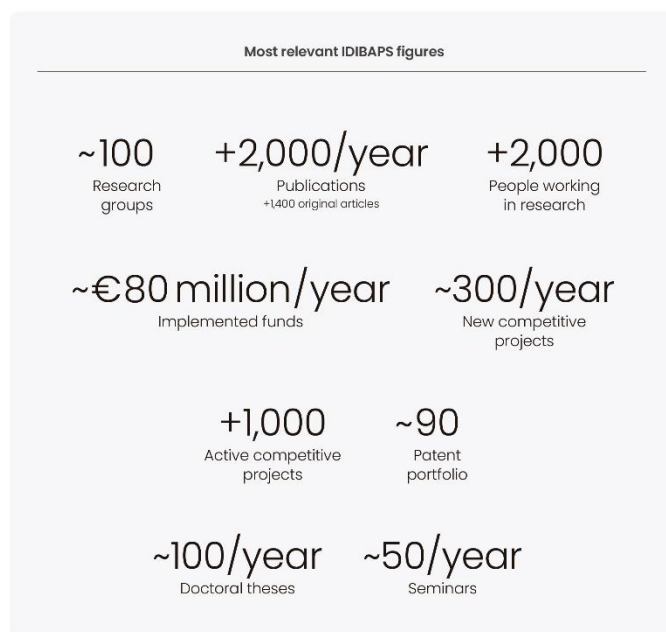 Most relevant IDIBAPS figures
~100
Research
groups
+2,000/year
Publications
+1,400 original articles
+2,000
People working
in research
~€80 million/year
Implemented funds
~300/year
New competitive
projects
+1,000
Active competitive
projects
~90
Patent
portfolio
~100/year
Doctoral theses
~50/year
Seminars